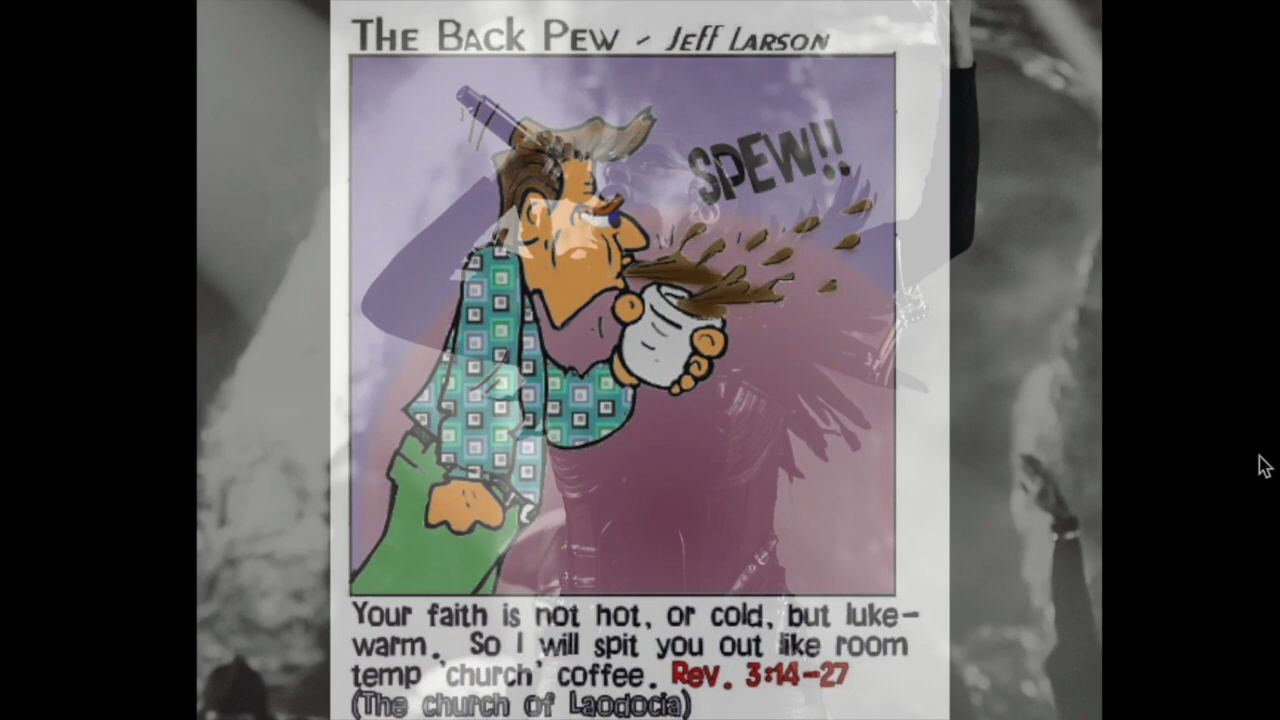 THE BACK PEW - JEFF LARSON
SPEW!!
Your faith is not hot, or cold, but luke-
warm. So I will spit you out like room
temp 'church' coffee. Rev. 3:14-27
(The church of Laodocia)